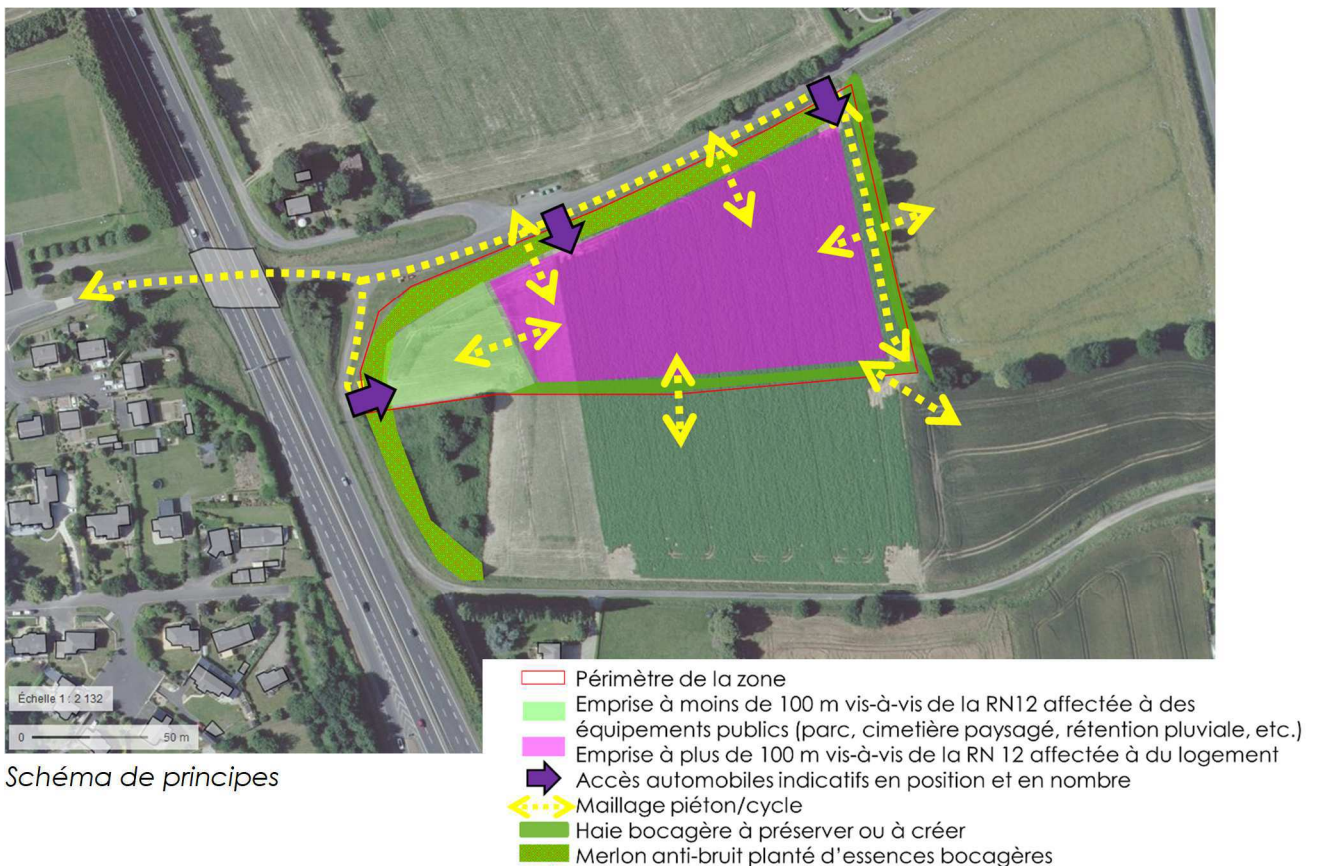 Échelle 1 : 2 132
0 50 m
Schéma de principes
Périmètre de la zone
Emprise à moins de 100 m vis-à-vis de la RN12 affectée à des
équipements publics (parc, cimetière paysagé, rétention pluviale, etc.)
Emprise à plus de 100 m vis-à-vis de la RN 12 affectée à du logement
Accès automobiles indicatifs en position et en nombre
Maillage piéton/cycle
Haie bocagère à préserver ou à créer
Merlon anti-bruit planté d'essences bocagères